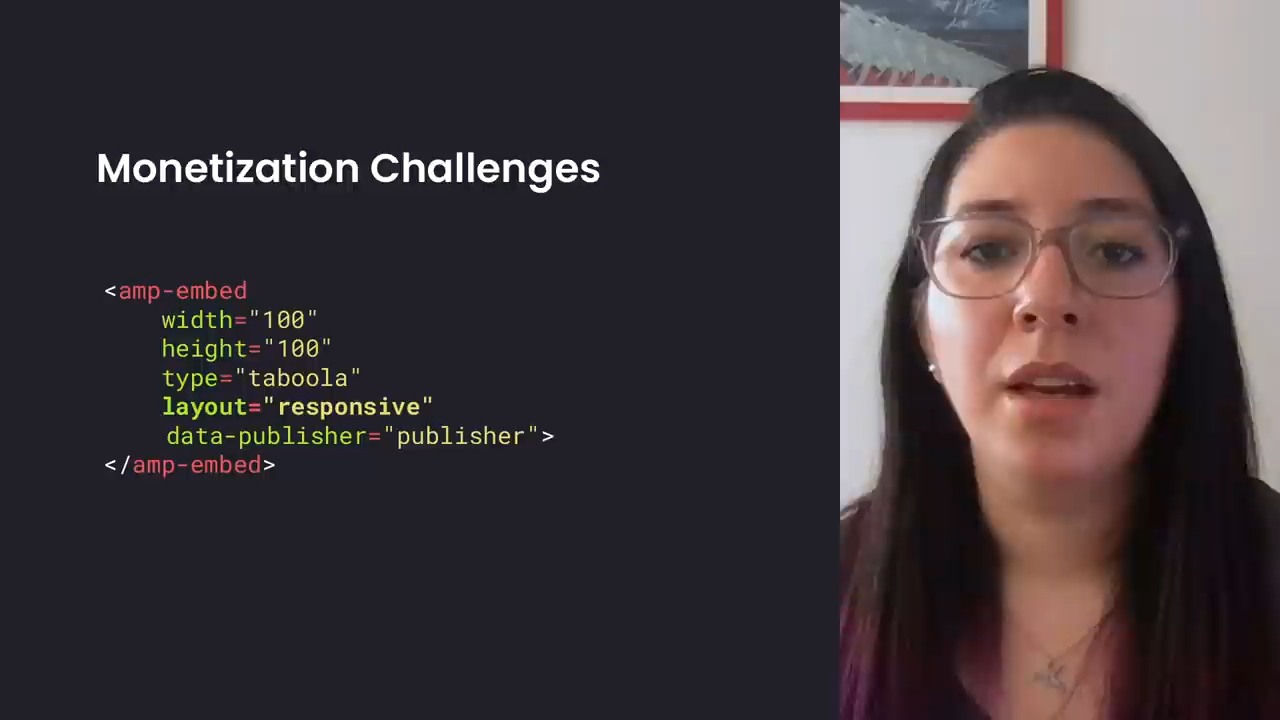 Monetization Challenges
<amp-embed
width="100"
height="100"
type="taboola"
layout="responsive"
data-publisher="publisher">
</amp-embed>